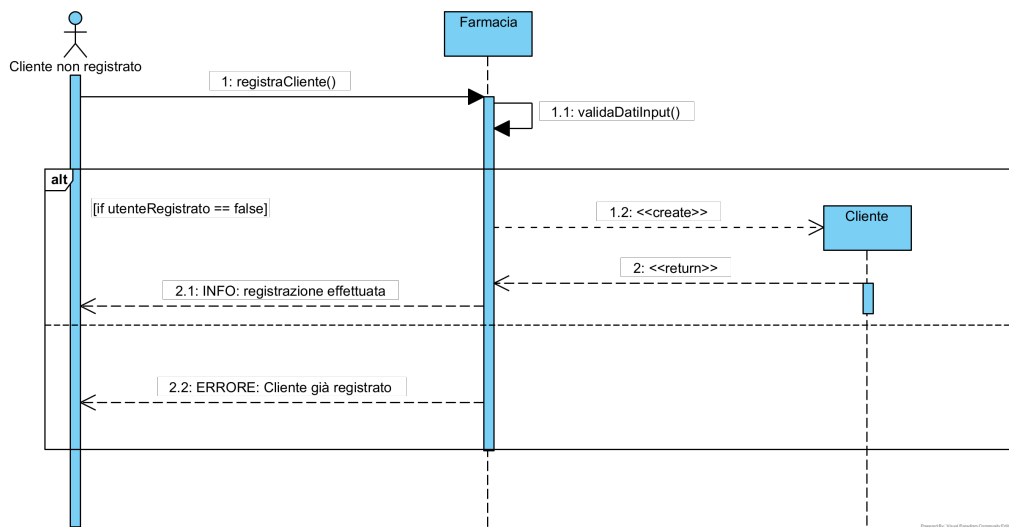 Cliente non registrato
Farmacia
1: registraCliente()
1.1: validaDatiInput()
alt
[if utenteRegistrato == false]
1.2: <<create>>
Cliente
2: <<return>>
2.1: INFO: registrazione effettuata
2.2: ERRORE: Cliente già registrato